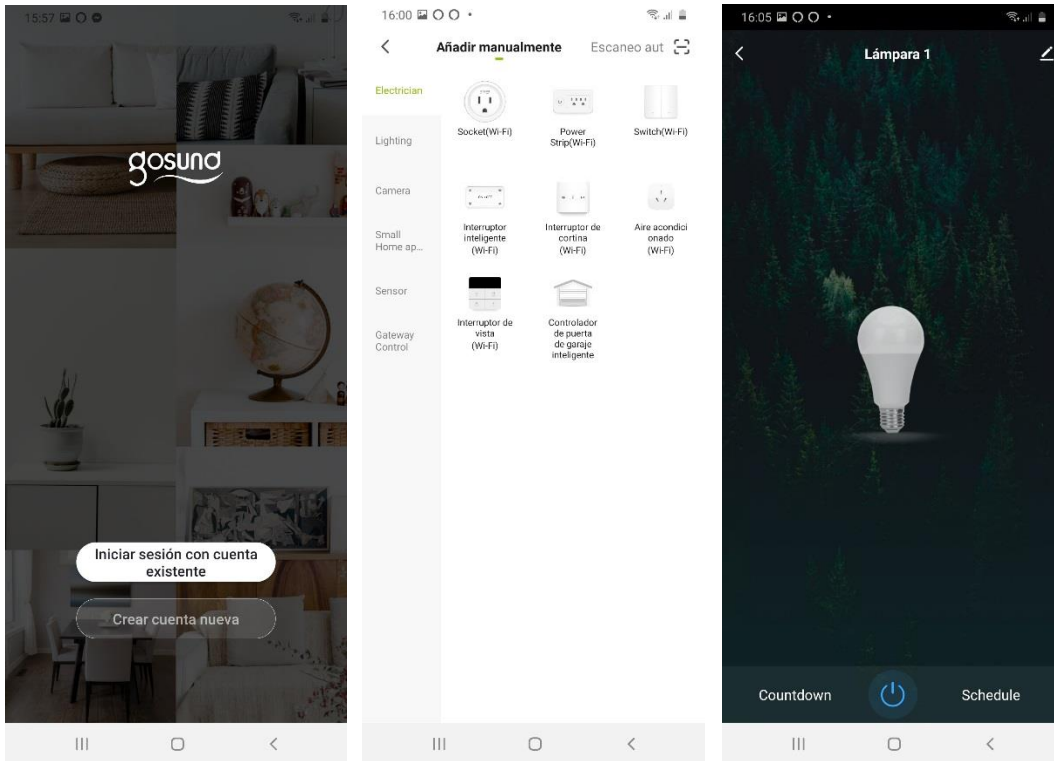 15:57
gosund
Iniciar sesión con cuenta
existente
Crear cuenta nueva
16:00
Añadir manualmente
Escaneo aut
Electrician
Lighting
Camera
Small
Home ap...
Sensor
Gateway
Control
Socket(Wi-Fi)
Power
Strip(Wi-Fi)
Switch(Wi-Fi)
Interruptor
inteligente
(Wi-Fi)
Interruptor de
cortina
(Wi-Fi)
Aire acondici
onado
(Wi-Fi)
Interruptor de
vista
(Wi-Fi)
Controlador
de puerta
de garaje
inteligente
16:05
Lámpara 1
Countdown
Schedule